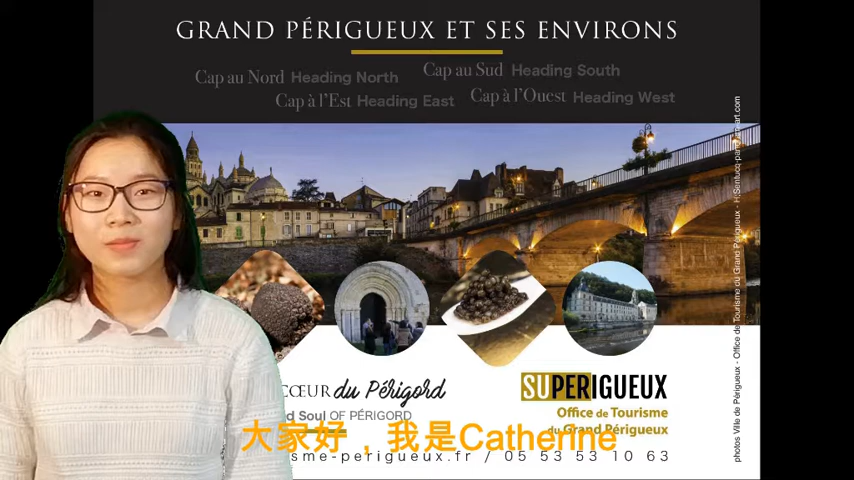 GRAND PÉRIGUEUX ET SES ENVIRONS
Cap au Nord Heading North
Cap au Sud Heading South
Cap à l'Est Heading East
Cap à l'Ouest Heading West
CŒUR du Périgord
Soul OF PÉRIGORD
SUPERIGUEUX
Office de Tourisme
du Grand Périgueux
sme-perigueux.fr / 05 53 53 10 63
大家好，我是Catherine
photos Ville de Périgueux - Office de Tourisme du Grand Périgueux -